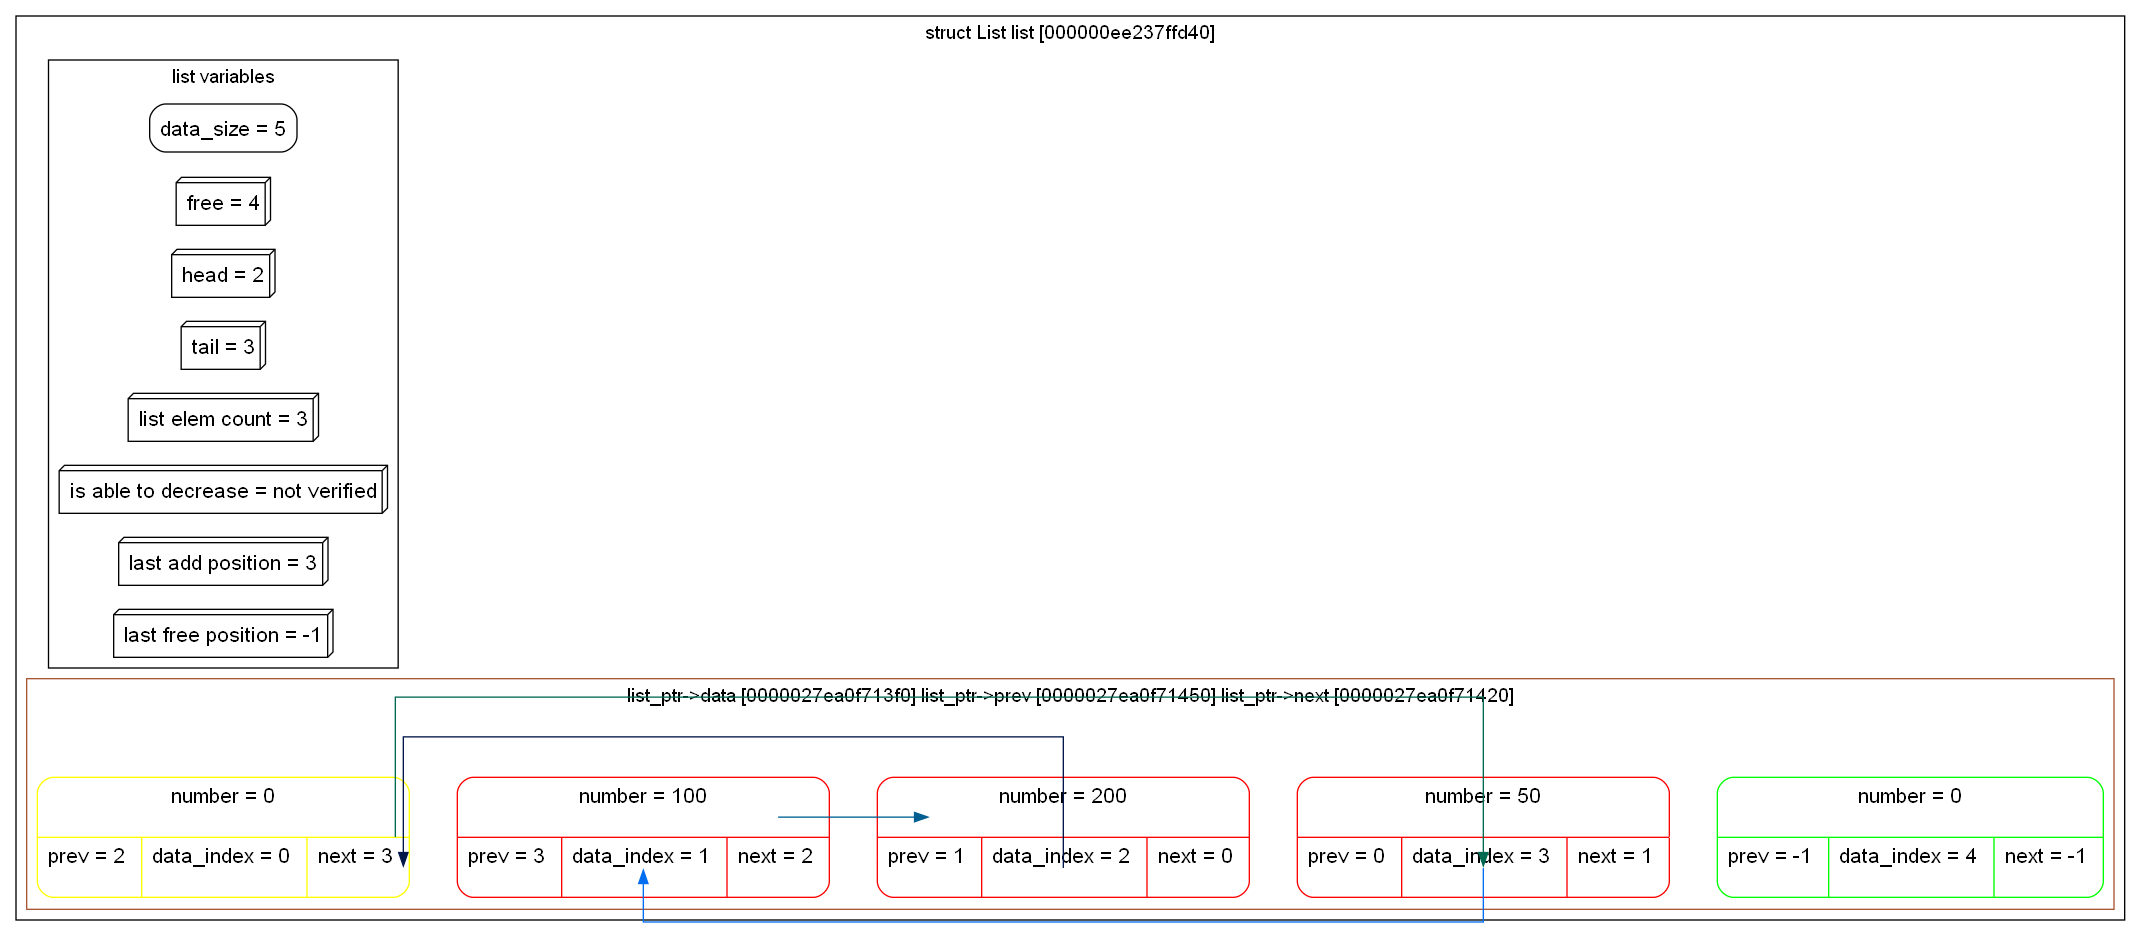 struct List list [000000ee237ffd40]
list variables
data_size = 5
free = 4
head = 2
tail = 3
list elem count = 3
is able to decrease = not verified
last add position = 3
last free position = -1
list_ptr->data [0000027ea0f713f0] list_ptr->prev [0000027ea0f71450] list_ptr->next [0000027ea0f71420]
number = 0
prev = 2 data_index = 0 next = 3
number = 100
prev = 3 data_index = 1 next = 2
number = 200
prev = 1 data_index = 2 next = 0
number = 50
prev = 0 data_index = 3 next = 1
number = 0
prev = -1 data_index = 4 next = -1